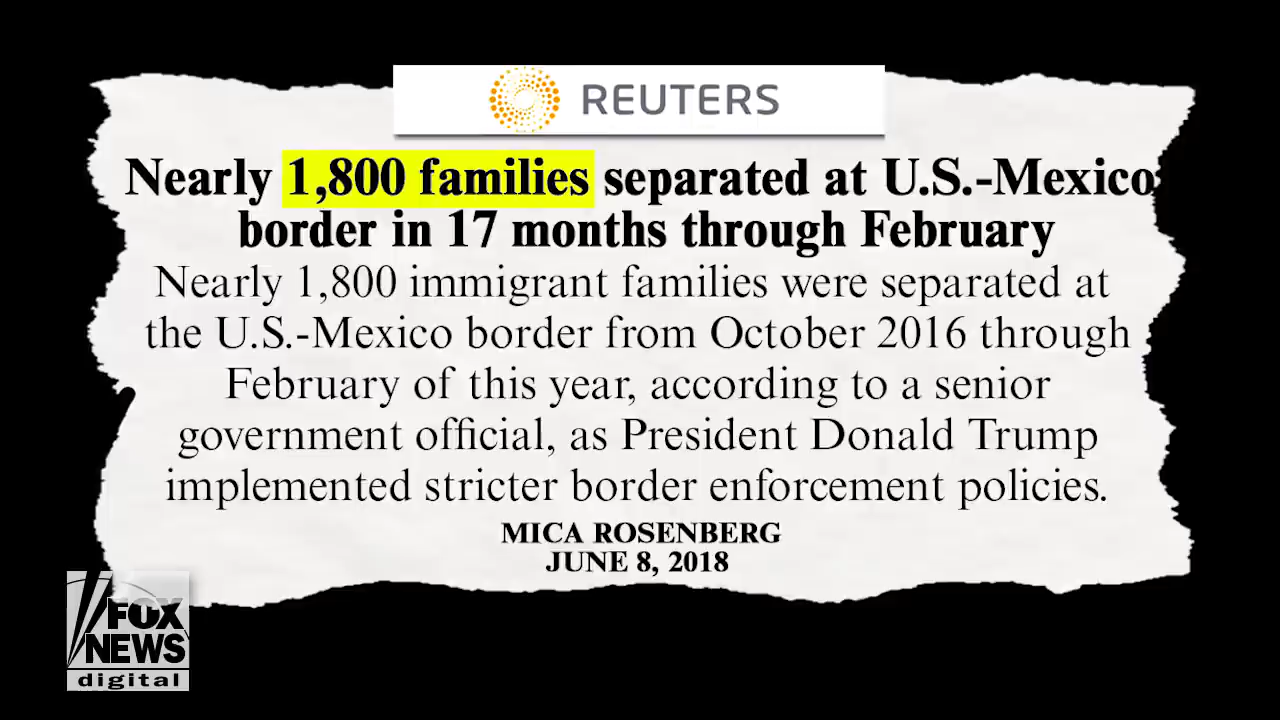 REUTERS
Nearly 1,800 families separated at U.S.-Mexico
border in 17 months through February
Nearly 1,800 immigrant families were separated at
the U.S.-Mexico border from October 2016 through
February of this year, according to a senior
government official, as President Donald Trump
implemented stricter border enforcement policies.
MICA ROSENBERG
JUNE 8, 2018
FOX
NEWS
digital